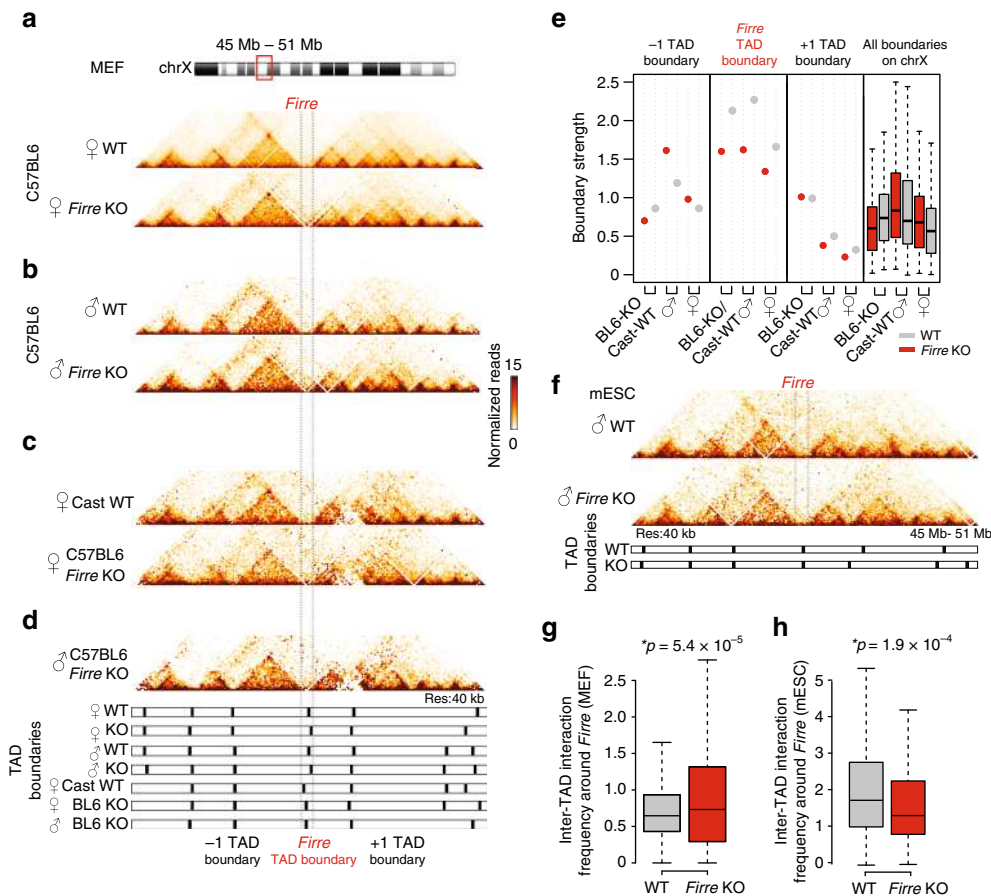 a
45 Mb – 51 Mb
MEF
chrX
Firre
C57BL6
♀ WT
♀ Firre KO
b
C57BL6
♂ WT
♂ Firre KO
15
0
Normalized reads
c
♀ Cast WT
C57BL6
♀ Firre KO
d
♂ C57BL6
Firre KO
Res:40 kb
TAD
boundaries
♀ WT
♀ KO
♂ WT
♂ KO
♀ Cast WT
♀ BL6 KO
♂ BL6 KO
–1 TAD
boundary
Firre
TAD boundary
+1 TAD
boundary
e
–1 TAD
boundary
Firre
TAD
boundary
+1 TAD
boundary
All boundaries
on chrX
Boundary strength
2.5
2.0
1.5
1.0
0.5
0
BL6-KO
Cast-WT
♂
♀
BL6-KO/
Cast-WT
♂
♀
BL6-KO
Cast-WT
♂
♀
BL6-KO
Cast-WT
♂
♀
WT
Firre KO
f
Firre
mESC
♂ WT
♂ Firre KO
Res:40 kb
45 Mb- 51 Mb
TAD
boundaries
WT
KO
g
*p = 5.4 × 10⁻⁵
Inter-TAD interaction
frequency around Firre (MEF)
2.5
2.0
1.5
1.0
0.5
0.0
WT
Firre KO
h
*p = 1.9 × 10⁻⁴
Inter-TAD interaction
frequency around Firre (mESC)
5
4
3
2
1
0
WT
Firre KO